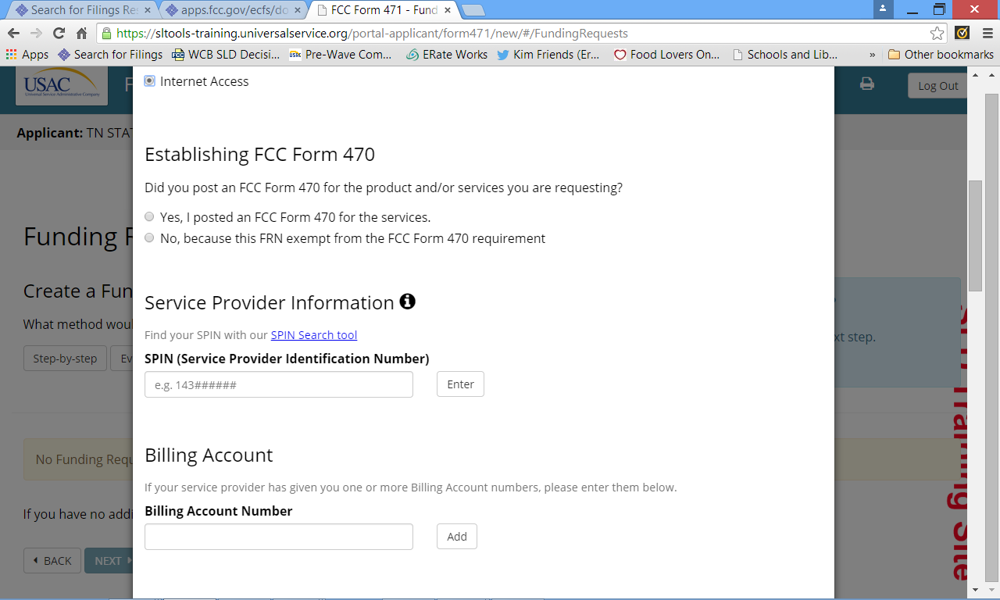 Search for Filings Res
apps.fcc.gov/ecfs/do
FCC Form 471 - Fund
https://sltools-training.universalservice.org/portal-applicant/form471/new/#/FundingRequests
Apps
Search for Filings
WCB SLD Decisi...
USAC Pre-Wave Com...
ERate Works
Kim Friends (Er...
Food Lovers On...
Schools and Lib...
»
Other bookmarks
USAC
Universal Service Administrative Company
F
Internet Access
Log Out
Applicant: TN STAT
Establishing FCC Form 470
Did you post an FCC Form 470 for the product and/or services you are requesting?
Yes, I posted an FCC Form 470 for the services.
No, because this FRN exempt from the FCC Form 470 requirement
Funding F
Create a Fun
What method woul
Step-by-step
Ev
Service Provider Information
Find your SPIN with our SPIN Search tool
SPIN (Service Provider Identification Number)
e.g. 143######
Enter
xt step.
Billing Account
If your service provider has given you one or more Billing Account numbers, please enter them below.
Billing Account Number
Add
No Funding Requ
If you have no addi
BACK
NEXT
Training Site